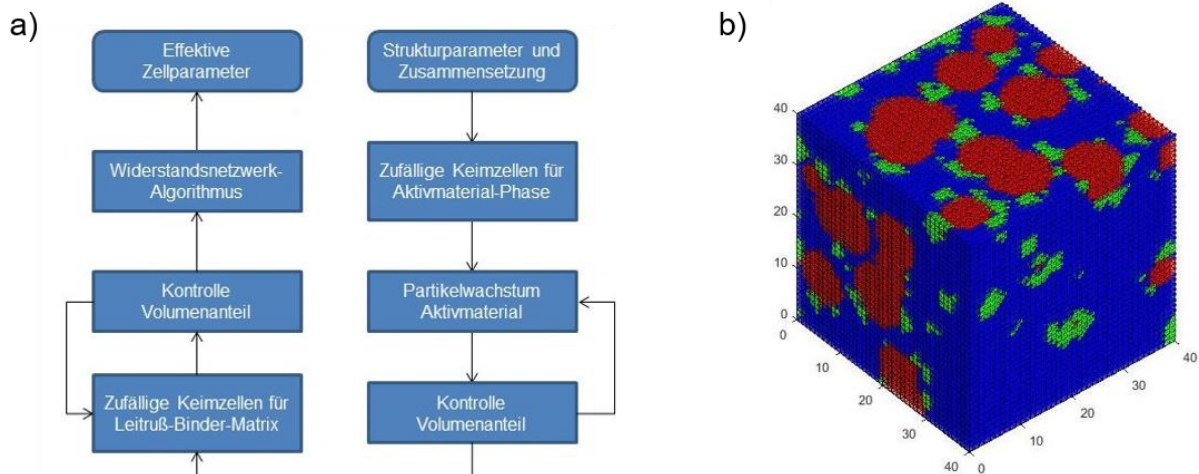 a)
Effektive
Zellparameter
Widerstandsnetzwerk-
Algorithmus
Kontrolle
Volumenanteil
Zufällige Keimzellen für
Leitruß-Binder-Matrix
Strukturparameter und
Zusammensetzung
Zufällige Keimzellen für
Aktivmaterial-Phase
Partikelwachstum
Aktivmaterial
Kontrolle
Volumenanteil
b)
40
30
20
10
0
0
10
20
30
40
0
10
20
30
40